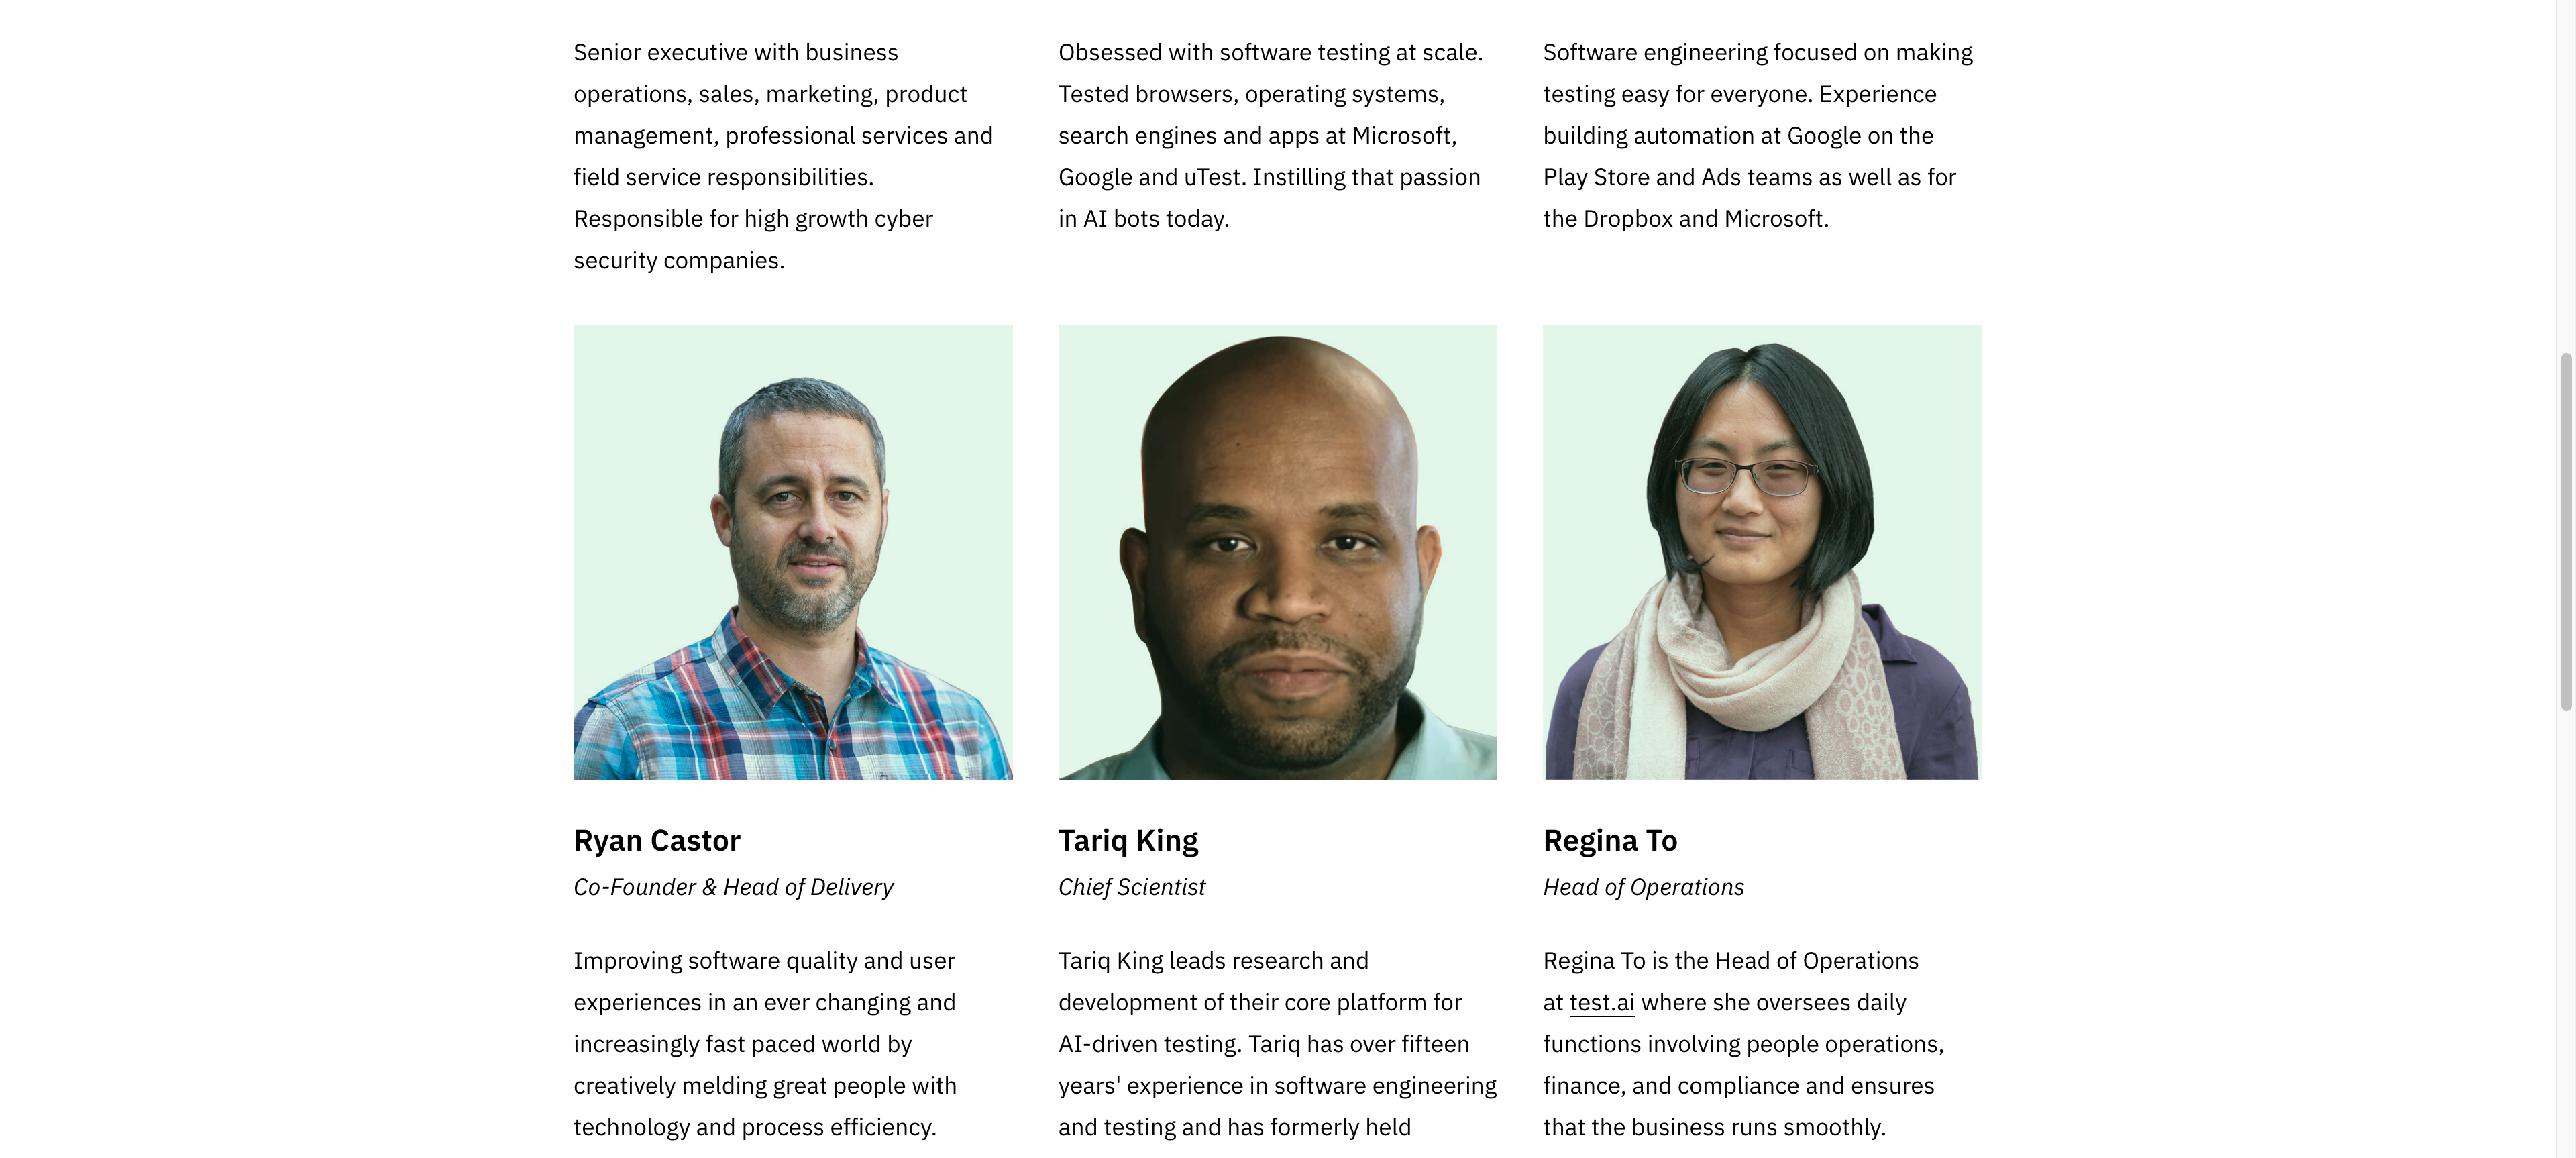 Senior executive with business
operations, sales, marketing, product
management, professional services and
field service responsibilities.
Responsible for high growth cyber
security companies.
Obsessed with software testing at scale.
Tested browsers, operating systems,
search engines and apps at Microsoft,
Google and uTest. Instilling that passion
in AI bots today.
Software engineering focused on making
testing easy for everyone. Experience
building automation at Google on the
Play Store and Ads teams as well as for
the Dropbox and Microsoft.
Ryan Castor
Co-Founder & Head of Delivery
Improving software quality and user
experiences in an ever changing and
increasingly fast paced world by
creatively melding great people with
technology and process efficiency.
Tariq King
Chief Scientist
Tariq King leads research and
development of their core platform for
AI-driven testing. Tariq has over fifteen
years' experience in software engineering
and testing and has formerly held
Regina To
Head of Operations
Regina To is the Head of Operations
at test.ai where she oversees daily
functions involving people operations,
finance, and compliance and ensures
that the business runs smoothly.